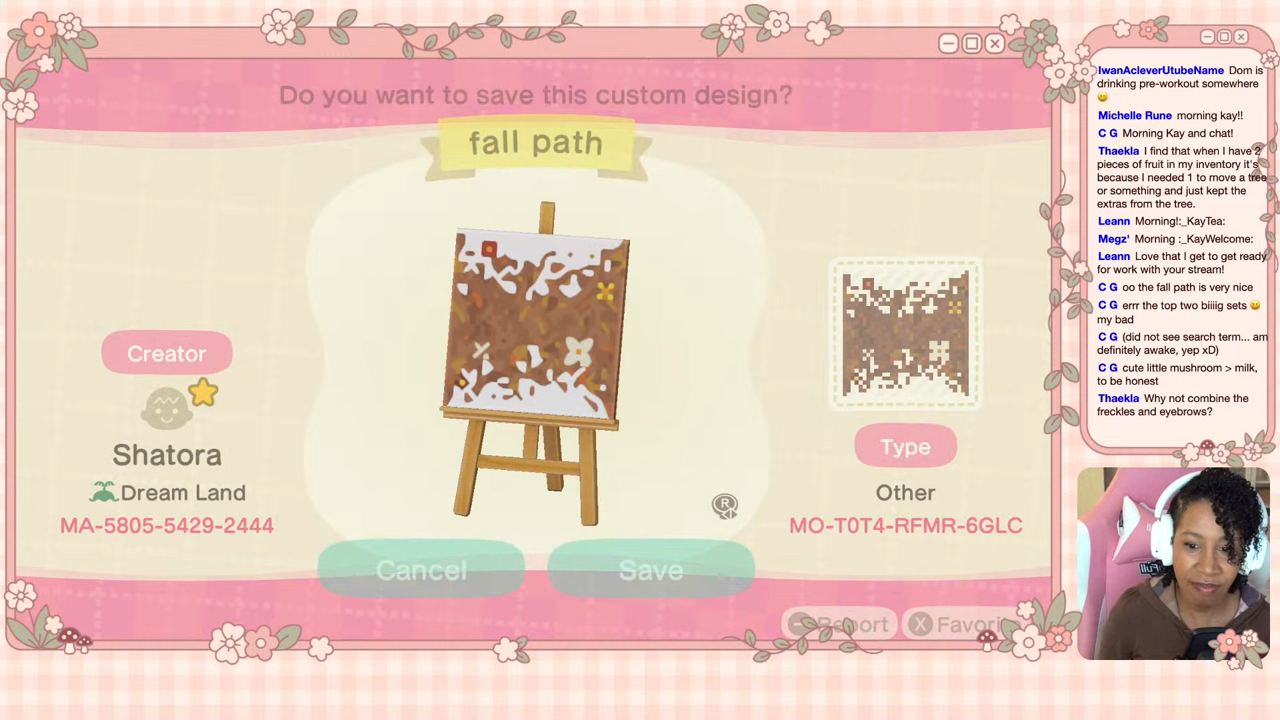 Do you want to save this custom design?
fall path
Creator
Shatora
Dream Land
MA-5805-5429-2444
Type
Other
MO-T0T4-RFMR-6GLC
R
Cancel
Save
Report
X Favori
IwanAcleverUtubeName Dom is
drinking pre-workout somewhere
😀
Michelle Rune morning kay!!
C G Morning Kay and chat!
Thaekla I find that when I have 2
pieces of fruit in my inventory it's
because I needed 1 to move a tree
or something and just kept the
extras from the tree.
Leann Morning!:_KayTea:
Megz' Morning :_KayWelcome:
Leann Love that I get to get ready
for work with your stream!
C G oo the fall path is very nice
C G errr the top two biiiig sets 😀
my bad
C G (did not see search term... am
definitely awake, yep xD)
C G cute little mushroom > milk,
to be honest
Thaekla Why not combine the
freckles and eyebrows?